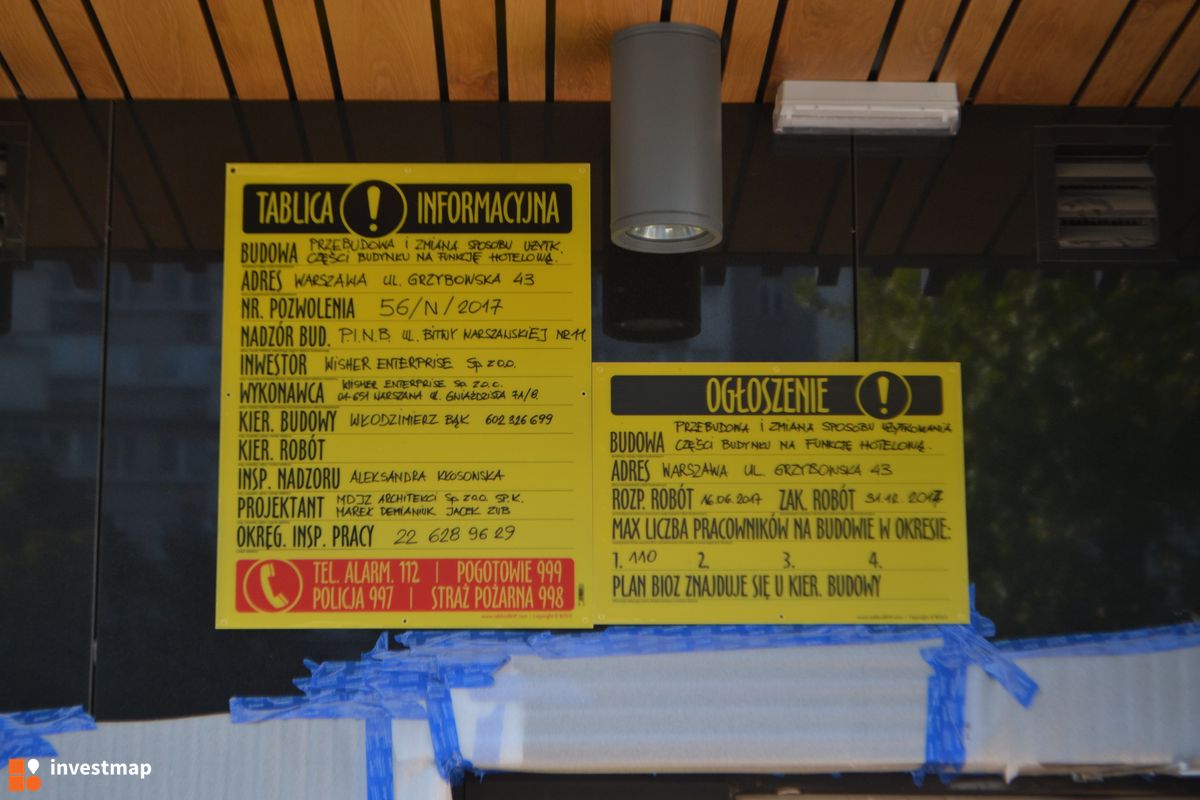 TABLICA ! INFORMACYJNA
BUDOWA PRZEBUDOWA I ZMIANA SPOSOBU UŻYTK.
CZĘŚCI BUDYNKU NA FUNKCJĘ HOTELOWĄ.
ADRES WARSZAWA UL. GRZYBOWSKA 43
NR. POZWOLENIA 56/N/2017
NADZÓR BUD. P.I.N.B. UL. BITWY WARSZAWSKIEJ NR 11.
INWESTOR WISHER ENTERPRISE Sp. z o.o.
WYKONAWCA WISHER ENTERPRISE Sp. z o.o.
04-651 WARSZAWA UL. GNIAZDISTA 7A/8
KIER. BUDOWY WŁODZIMIERZ BĄK 602 326 699
KIER. ROBÓT
INSP. NADZORU ALEKSANDRA KŁOSOWSKA
PROJEKTANT MDJZ ARCHITEKCI Sp. z o.o. SP.K.
MAREK DEMIANIUK JACEK ZUB
OKRĘG. INSP. PRACY 22 628 96 29
TEL. ALARM. 112 | POGOTOWIE 999
POLICJA 997 | STRAŻ POŻARNA 998
OGŁOSZENIE !
BUDOWA PRZEBUDOWA I ZMIANA SPOSOBU UŻYTKOWANIA
CZĘŚCI BUDYNKU NA FUNKCJĘ HOTELOWĄ.
ADRES WARSZAWA UL. GRZYBOWSKA 43
ROZP. ROBÓT 16.06.2017 ZAK. ROBÓT 31.12.2017
MAX LICZBA PRACOWNIKÓW NA BUDOWIE W OKRESIE:
1. 110 2. 3. 4.
PLAN BIOZ ZNAJDUJE SIĘ U KIER. BUDOWY
investmap